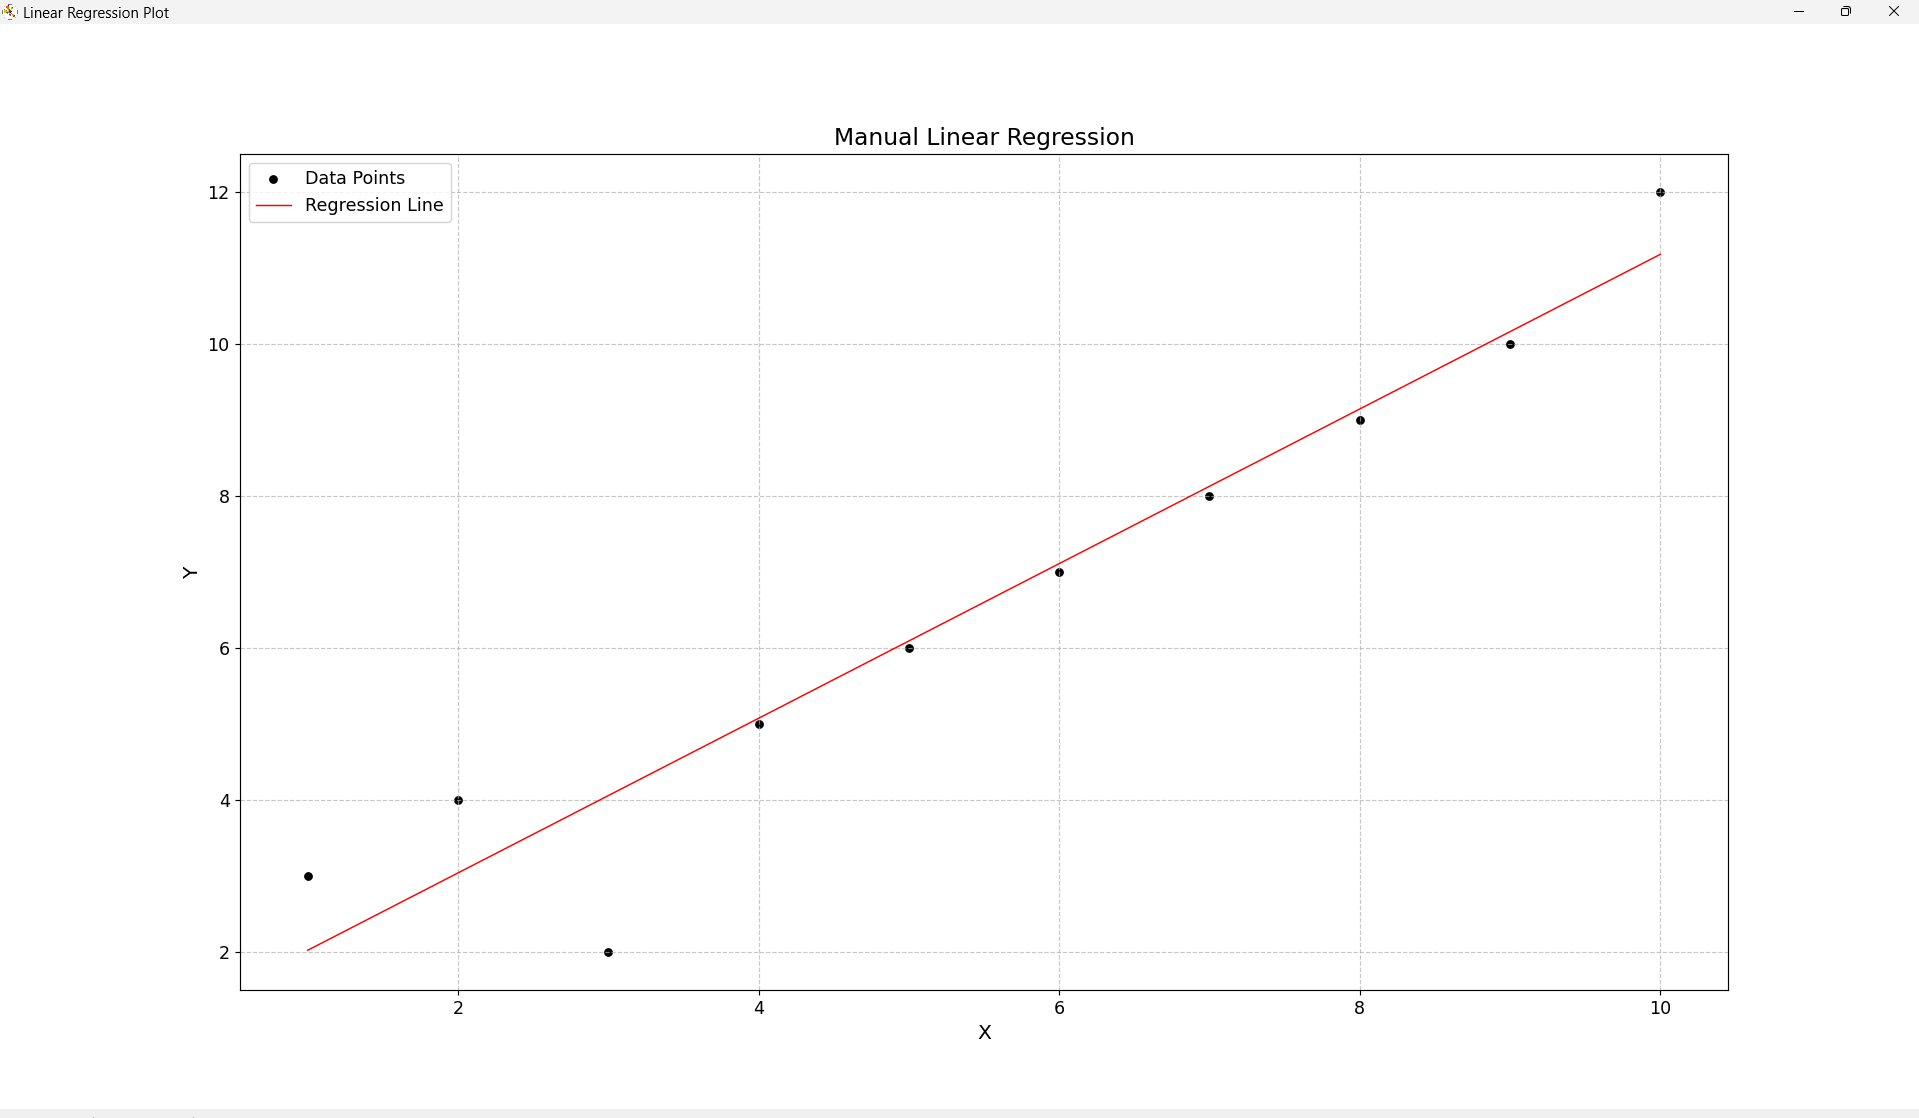 Linear Regression Plot
Manual Linear Regression
Data Points
Regression Line
12
10
8
6
4
2
Y
2 4 6 8 10
X